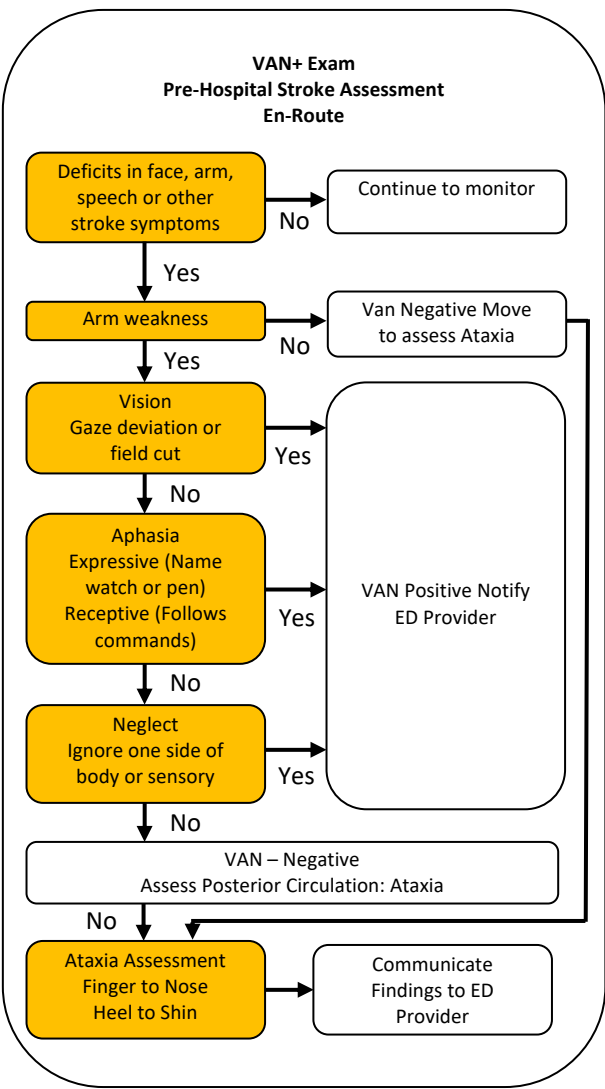 VAN+ Exam
Pre-Hospital Stroke Assessment
En-Route
Deficits in face, arm,
speech or other
stroke symptoms
No
Continue to monitor
Yes
Arm weakness
No
Van Negative Move
to assess Ataxia
Yes
Vision
Gaze deviation or
field cut
Yes
No
Aphasia
Expressive (Name
watch or pen)
Receptive (Follows
commands)
Yes
VAN Positive Notify
ED Provider
No
Neglect
Ignore one side of
body or sensory
Yes
No
VAN – Negative
Assess Posterior Circulation: Ataxia
No
Ataxia Assessment
Finger to Nose
Heel to Shin
Communicate
Findings to ED
Provider